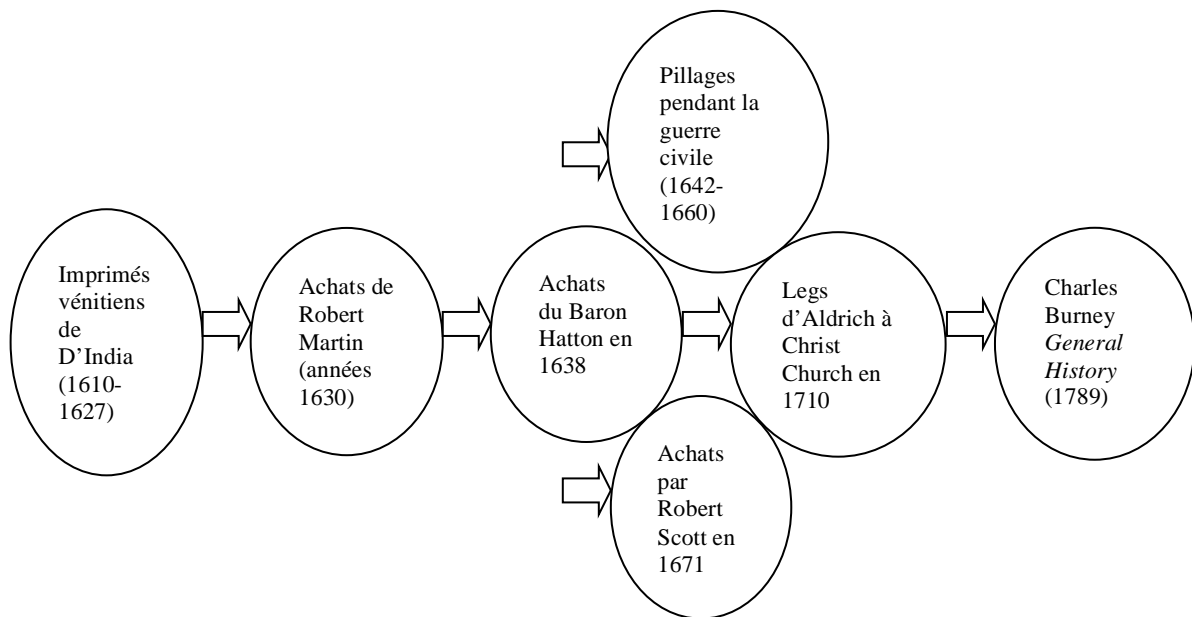 Imprimés
vénitiens
de
D’India
(1610-
1627)
Achats de
Robert
Martin
(années
1630)
Achats
du Baron
Hatton en
1638
Pillages
pendant la
guerre
civile
(1642-
1660)
Achats
par
Robert
Scott en
1671
Legs
d’Aldrich à
Christ
Church en
1710
Charles
Burney
General
History
(1789)